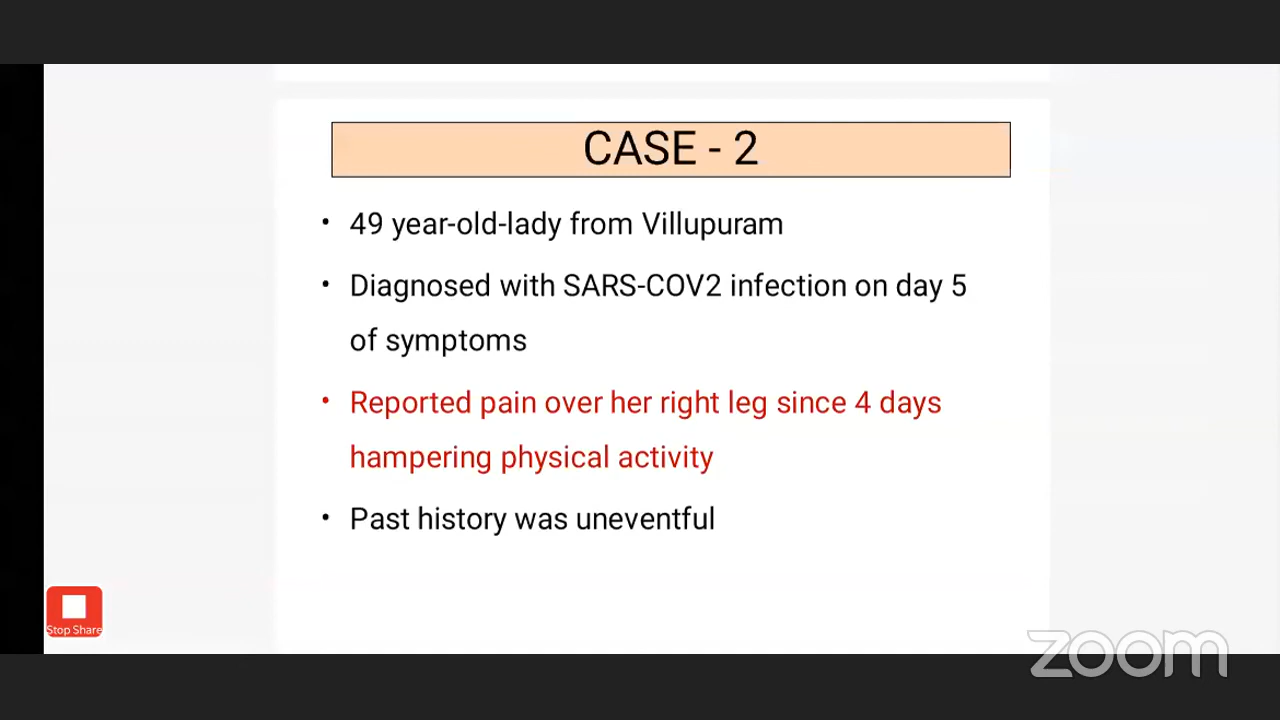 CASE - 2
• 49 year-old-lady from Villupuram
• Diagnosed with SARS-COV2 infection on day 5
of symptoms
• Reported pain over her right leg since 4 days
hampering physical activity
• Past history was uneventful
Stop Share
zoom